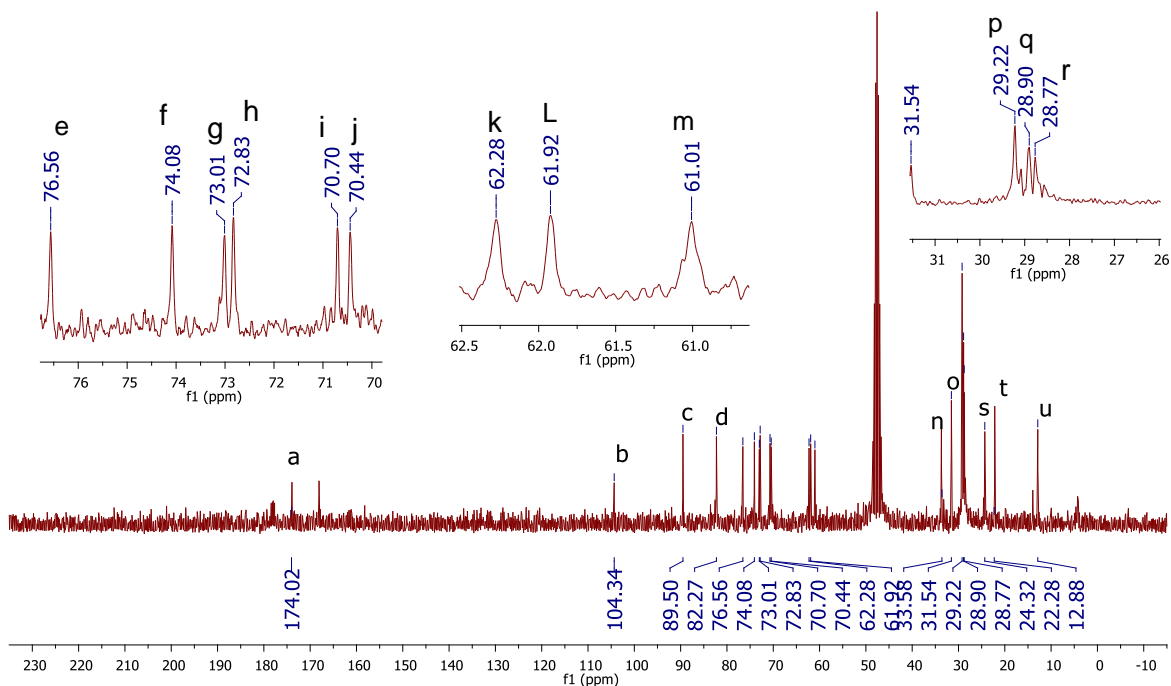 e f g h i j
76.56 74.08 73.01 72.83 70.70 70.44
76 75 74 73 72 71 70
f1 (ppm)
k L m
62.28 61.92 61.01
62.5 62.0 61.5 61.0
f1 (ppm)
p q r
31.54 29.22 28.90 28.77
31 30 29 28 27 26
f1 (ppm)
a b c d n o s t u
174.02 104.34 89.50 82.27 76.56 74.08 73.01 72.83 70.70 70.44 62.28 61.92 33.58 31.54 29.22 28.90 28.77 24.32 22.28 12.88
230 220 210 200 190 180 170 160 150 140 130 120 110 100 90 80 70 60 50 40 30 20 10 0 -10
f1 (ppm)